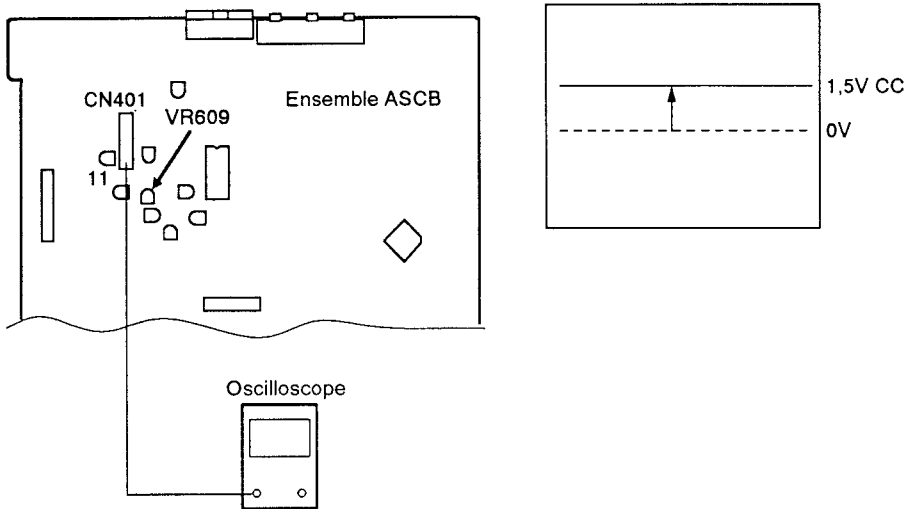 CN401
VR609
Ensemble ASCB
11
Oscilloscope
1,5V CC
0V